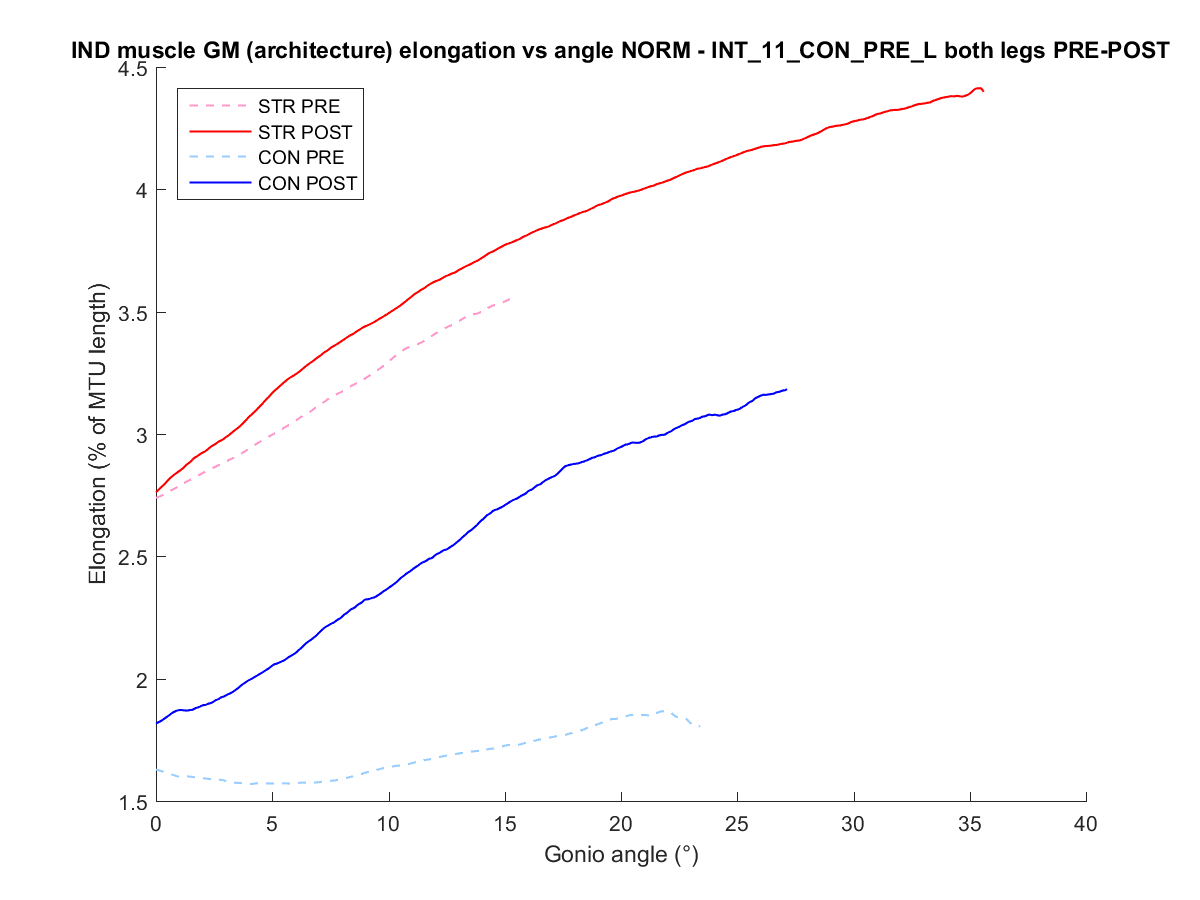 IND muscle GM (architecture) elongation vs angle NORM - INT_11_CON_PRE_L both legs PRE-POST
4.5
4
3.5
3
2.5
2
1.5
Elongation (% of MTU length)
STR PRE
STR POST
CON PRE
CON POST
0 5 10 15 20 25 30 35 40
Gonio angle (°)